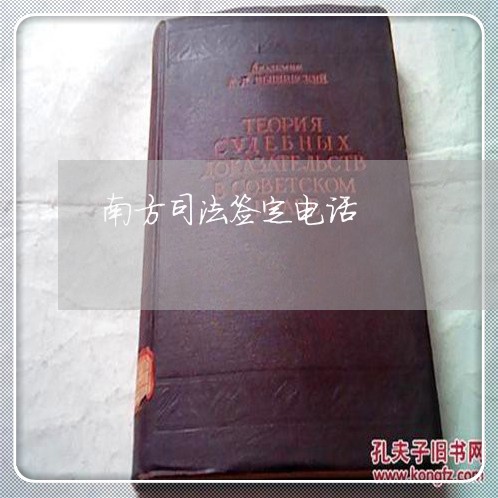 Академик
А.Я. ВЫШИНСКИЙ
ТЕОРИЯ
СУДЕБНЫХ
ДОКАЗАТЕЛЬСТВ
В СОВЕТСКОМ
南方司法签定电话
孔夫子旧书网
www.kongfz.com